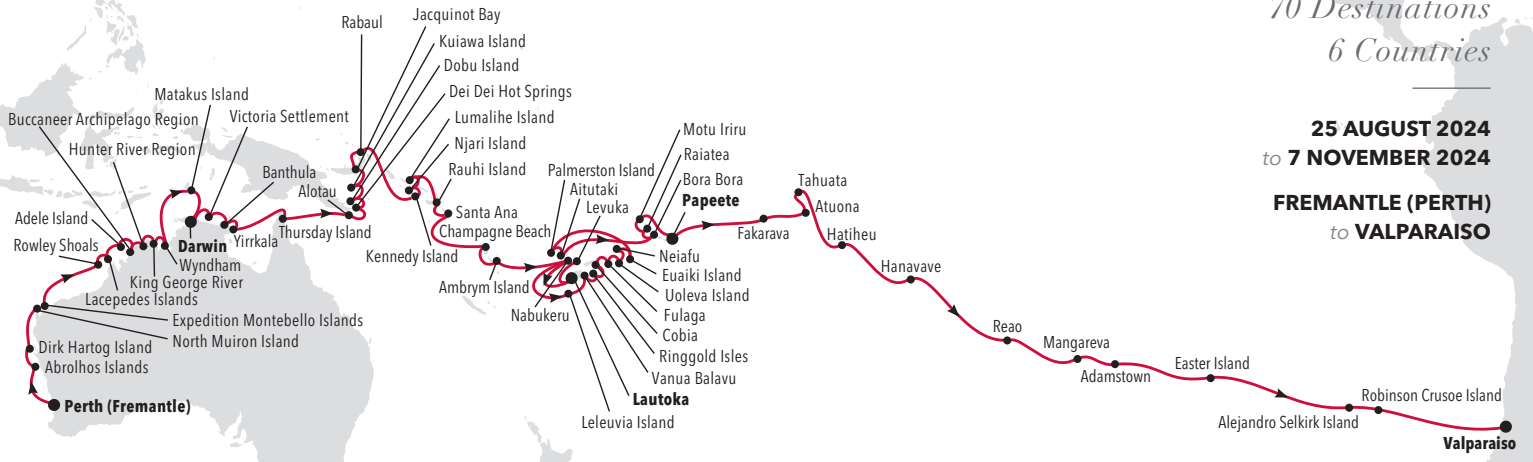 70 Destinations
6 Countries
25 AUGUST 2024
to 7 NOVEMBER 2024
FREMANTLE (PERTH)
to VALPARAISO
Rabaul
Jacquinot Bay
Kuiawa Island
Dobu Island
Dei Dei Hot Springs
Lumalihe Island
Njari Island
Rauhi Island
Matakus Island
Buccaneer Archipelago Region
Victoria Settlement
Hunter River Region
Banthula
Alotau
Adele Island
Rowley Shoals
Darwin
Yirrkala
Thursday Island
Wyndham
King George River
Lacepedes Islands
Expedition Montebello Islands
North Muiron Island
Dirk Hartog Island
Abrolhos Islands
Perth (Fremantle)
Santa Ana
Champagne Beach
Kennedy Island
Ambrym Island
Palmerston Island
Aitutaki
Levuka
Nabukeru
Motu Iriru
Raiatea
Bora Bora
Papeete
Neiafu
Euaiki Island
Uoleva Island
Fulaga
Cobia
Ringgold Isles
Vanua Balavu
Lautoka
Leleuvia Island
Tahuata
Atuona
Fakarava
Hatiheu
Hanavave
Reao
Mangareva
Adamstown
Easter Island
Robinson Crusoe Island
Alejandro Selkirk Island
Valparaiso